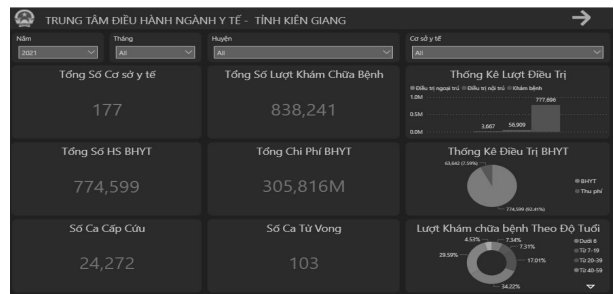 TRUNG TÂM ĐIỀU HÀNH NGÀNH Y TẾ - TỈNH KIÊN GIANG
Năm
Tháng
Huyện
Cơ sở y tế
2021
All
All
All
Tổng Số Cơ sở y tế
177
Tổng Số Lượt Khám Chữa Bệnh
838,241
Thống Kê Lượt Điều Trị
Điều trị ngoại trú Điều trị nội trú Khám bệnh
1.0M
0.5M
0.0M
3,667
56,909
777,696
Tổng Số HS BHYT
774,599
Tổng Chi Phí BHYT
305,816M
Thống Kê Điều Trị BHYT
63,642 (7.59%)
774,599 (92.41%)
BHYT
Thu phí
Số Ca Cấp Cứu
24,272
Số Ca Tử Vong
103
Lượt Khám chữa bệnh Theo Độ Tuổi
4.53%
7.34%
7.31%
17.01%
34.22%
29.59%
Dưới 6
Từ 7-19
Từ 20-39
Từ 40-59